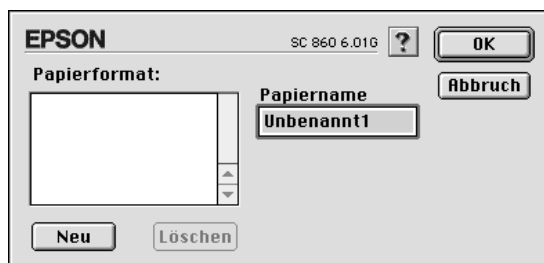 EPSON
SC 860 6.01G
?
OK
Papierformat:
Abbruch
Papiername
Unbenannt1
Neu
Löschen